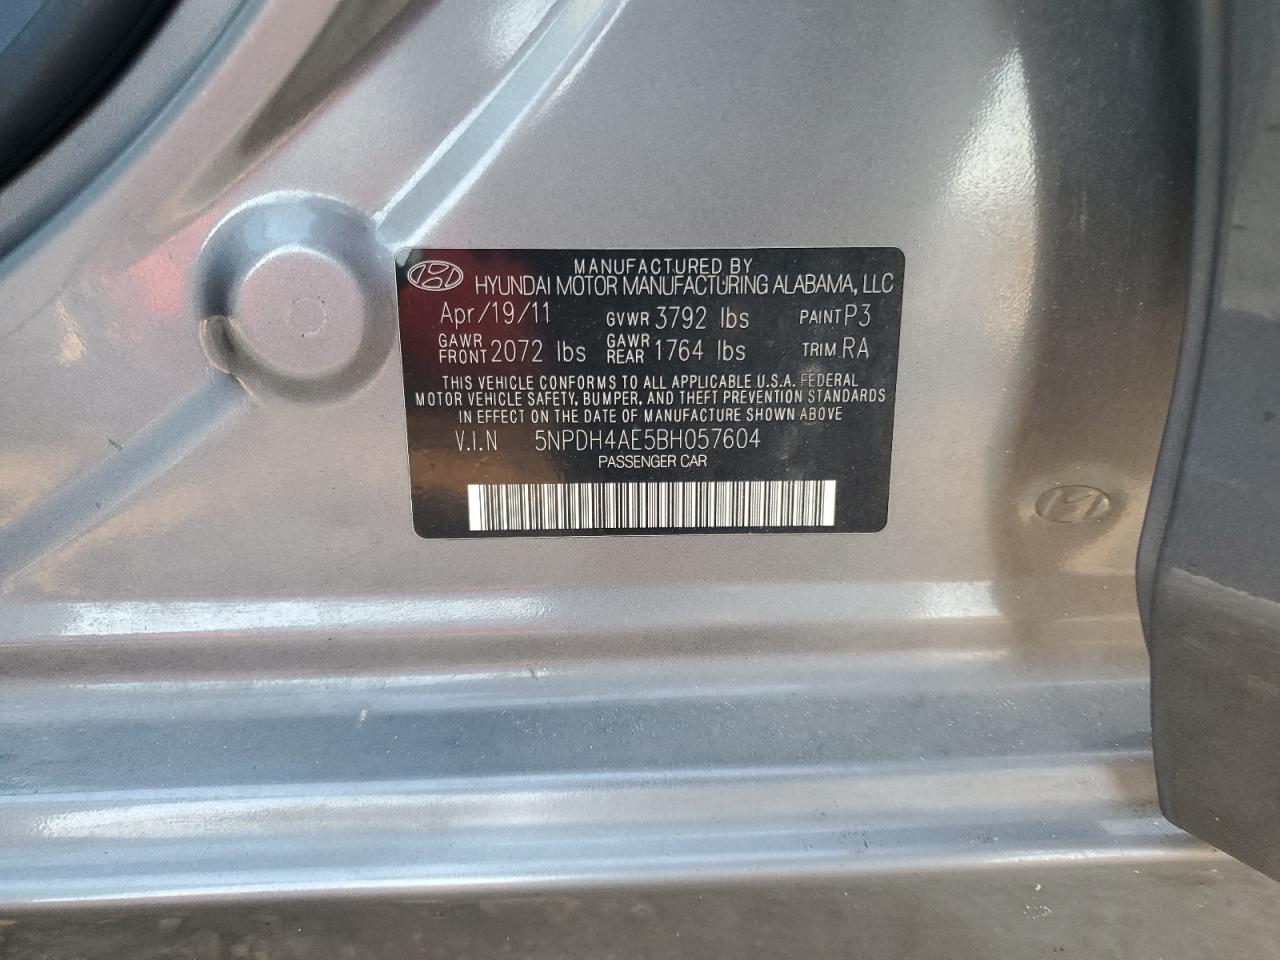 MANUFACTURED BY
HYUNDAI MOTOR MANUFACTURING ALABAMA, LLC
Apr/19/11 GVWR 3792 lbs PAINT P3
GAWR FRONT 2072 lbs GAWR REAR 1764 lbs TRIM RA
THIS VEHICLE CONFORMS TO ALL APPLICABLE U.S.A. FEDERAL
MOTOR VEHICLE SAFETY, BUMPER, AND THEFT PREVENTION STANDARDS
IN EFFECT ON THE DATE OF MANUFACTURE SHOWN ABOVE
V.I.N 5NPDH4AE5BH057604
PASSENGER CAR